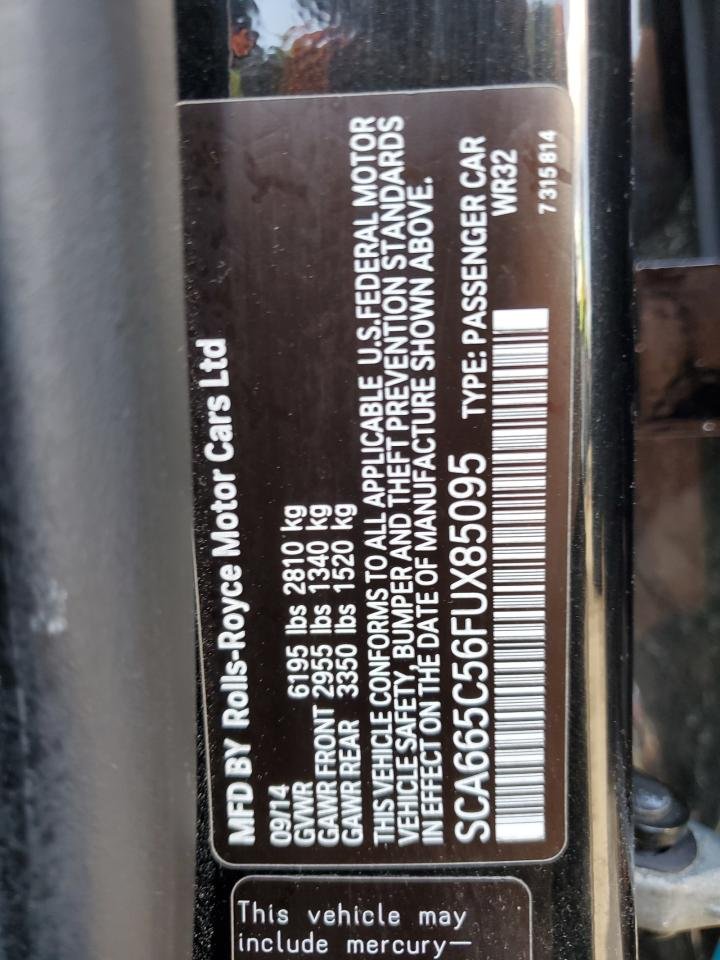 MFD BY Rolls-Royce Motor Cars Ltd
09/14
GVWR 6195 lbs 2810 kg
GAWR FRONT 2955 lbs 1340 kg
GAWR REAR 3350 lbs 1520 kg
THIS VEHICLE CONFORMS TO ALL APPLICABLE U.S.FEDERAL MOTOR
VEHICLE SAFETY, BUMPER AND THEFT PREVENTION STANDARDS
IN EFFECT ON THE DATE OF MANUFACTURE SHOWN ABOVE.
SCA665C56FUX85095 TYPE: PASSENGER CAR
WR32
7 315 814
This vehicle may
include mercury-